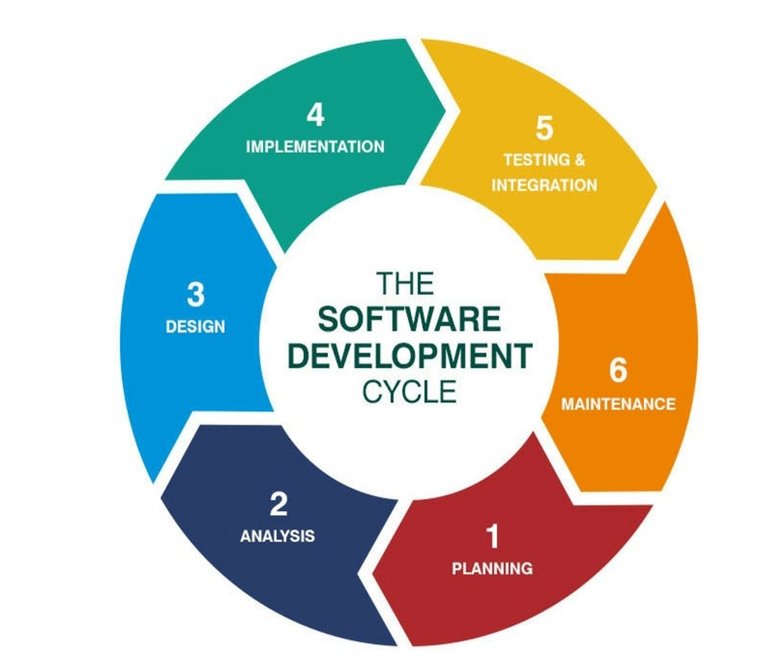 THE
SOFTWARE
DEVELOPMENT
CYCLE
1
PLANNING
2
ANALYSIS
3
DESIGN
4
IMPLEMENTATION
5
TESTING &
INTEGRATION
6
MAINTENANCE